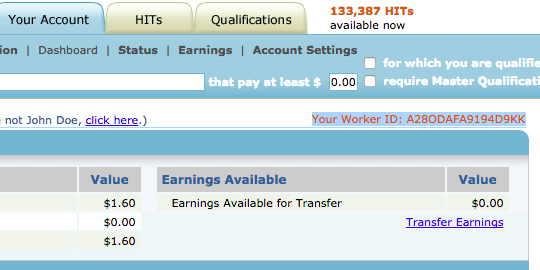 Your Account HITs Qualifications 133,387 HITs
available now
ion | Dashboard | Status | Earnings | Account Settings
for which you are qualifie
that pay at least $ 0.00 require Master Qualificati
e not John Doe, click here.) Your Worker ID: A28ODAFA9194D9KK
Value Earnings Available Value
$1.60 Earnings Available for Transfer $0.00
$0.00 Transfer Earnings
$1.60